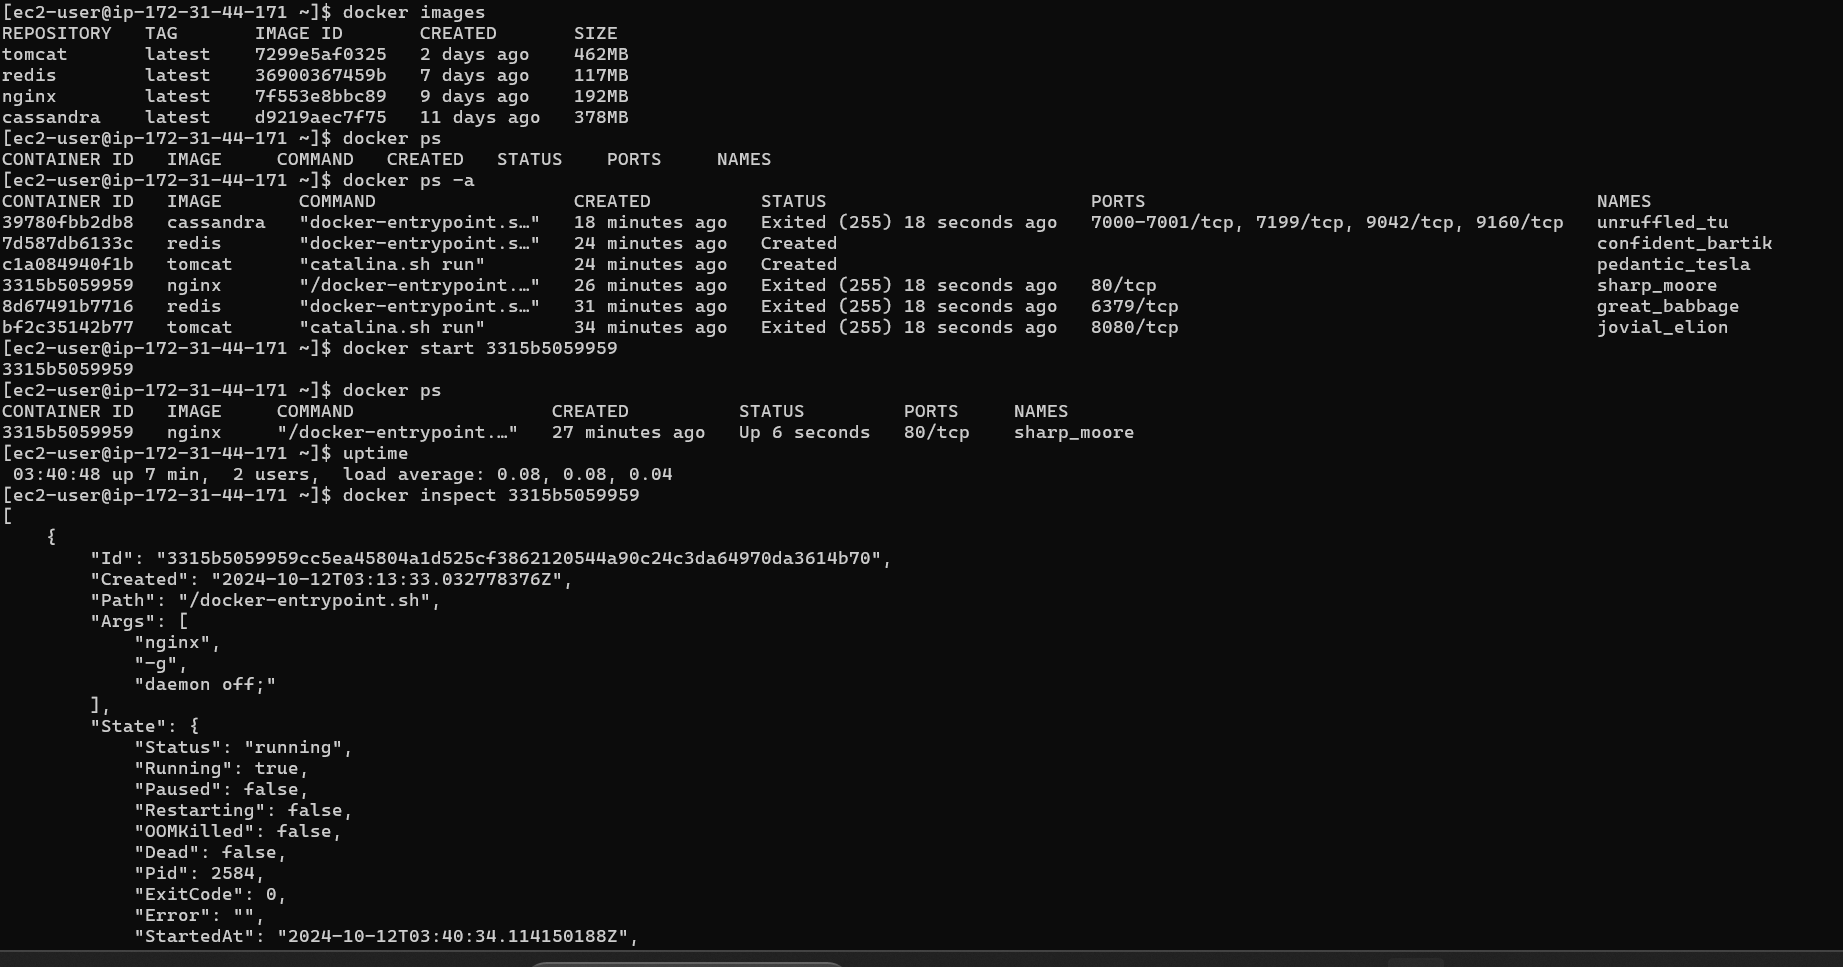 [ec2-user@ip-172-31-44-171 ~]$ docker images
REPOSITORY   TAG       IMAGE ID       CREATED       SIZE
tomcat       latest    7299e5af0325   2 days ago    462MB
redis        latest    36900367459b   7 days ago    117MB
nginx        latest    7f553e8bbc89   9 days ago    192MB
cassandra    latest    d9219aec7f75   11 days ago   378MB
[ec2-user@ip-172-31-44-171 ~]$ docker ps
CONTAINER ID   IMAGE     COMMAND   CREATED   STATUS    PORTS     NAMES
[ec2-user@ip-172-31-44-171 ~]$ docker ps -a
CONTAINER ID   IMAGE       COMMAND                  CREATED          STATUS                        PORTS                                         NAMES
39780fbb2db8   cassandra   "docker-entrypoint.s…"   18 minutes ago   Exited (255) 18 seconds ago   7000-7001/tcp, 7199/tcp, 9042/tcp, 9160/tcp   unruffled_tu
7d587db6133c   redis       "docker-entrypoint.s…"   24 minutes ago   Created                                                                     confident_bartik
c1a084940f1b   tomcat      "catalina.sh run"        24 minutes ago   Created                                                                     pedantic_tesla
3315b5059959   nginx       "/docker-entrypoint.…"   26 minutes ago   Exited (255) 18 seconds ago   80/tcp                                        sharp_moore
8d67491b7716   redis       "docker-entrypoint.s…"   31 minutes ago   Exited (255) 18 seconds ago   6379/tcp                                      great_babbage
bf2c35142b77   tomcat      "catalina.sh run"        34 minutes ago   Exited (255) 18 seconds ago   8080/tcp                                      jovial_elion
[ec2-user@ip-172-31-44-171 ~]$ docker start 3315b5059959
3315b5059959
[ec2-user@ip-172-31-44-171 ~]$ docker ps
CONTAINER ID   IMAGE     COMMAND                  CREATED          STATUS         PORTS     NAMES
3315b5059959   nginx     "/docker-entrypoint.…"   27 minutes ago   Up 6 seconds   80/tcp    sharp_moore
[ec2-user@ip-172-31-44-171 ~]$ uptime
 03:40:48 up 7 min,  2 users,  load average: 0.08, 0.08, 0.04
[ec2-user@ip-172-31-44-171 ~]$ docker inspect 3315b5059959
[
    {
        "Id": "3315b5059959cc5ea45804a1d525cf3862120544a90c24c3da64970da3614b70",
        "Created": "2024-10-12T03:13:33.032778376Z",
        "Path": "/docker-entrypoint.sh",
        "Args": [
            "nginx",
            "-g",
            "daemon off;"
        ],
        "State": {
            "Status": "running",
            "Running": true,
            "Paused": false,
            "Restarting": false,
            "OOMKilled": false,
            "Dead": false,
            "Pid": 2584,
            "ExitCode": 0,
            "Error": "",
            "StartedAt": "2024-10-12T03:40:34.114150188Z",